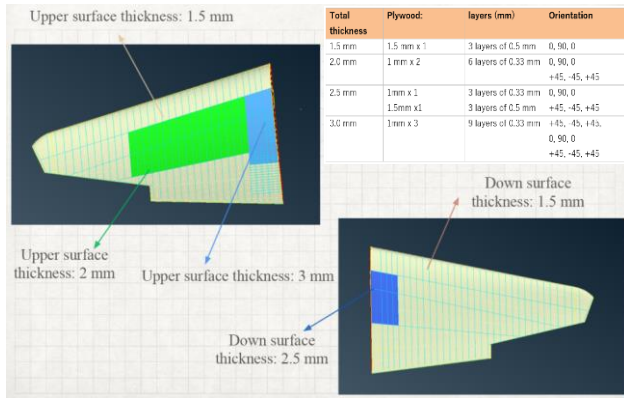 Upper surface thickness: 1.5 mm
Total thickness Plywood: layers (mm) Orientation
1.5 mm 1.5 mm x 1 3 layers of 0.5 mm 0, 90, 0
2.0 mm 1 mm x 2 6 layers of 0.33 mm 0, 90, 0
+45, -45, +45
2.5 mm 1mm x 1 3 layers of 0.33 mm 0, 90, 0
1.5mm x1 3 layers of 0.5 mm +45, -45, +45
3.0 mm 1mm x 3 9 layers of 0.33 mm +45, -45, +45,
0, 90, 0
+45, -45, +45
Down surface
thickness: 1.5 mm
Upper surface
thickness: 2 mm
Upper surface thickness: 3 mm
Down surface
thickness: 2.5 mm